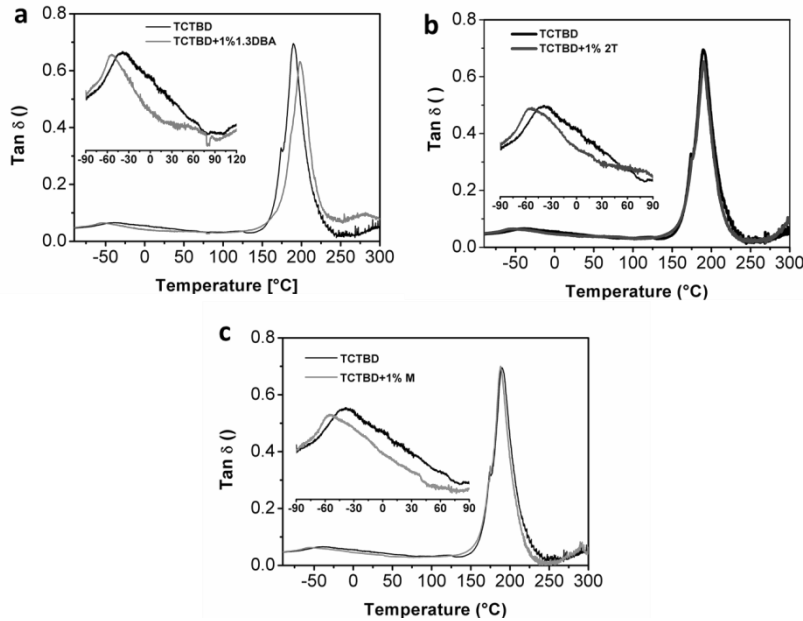 a
TCTBD
TCTBD+1%1.3DBA
0.8
0.6
0.4
0.2
0.0
Tan δ ()
-90 -60 -30 0 30 60 90 120
-50 0 50 100 150 200 250 300
Temperature [°C]
b
TCTBD
TCTBD+1% 2T
0.8
0.6
0.4
0.2
0.0
Tan δ ( )
-90 -60 -30 0 30 60 90
-50 0 50 100 150 200 250 300
Temperature (°C)
c
TCTBD
TCTBD+1% M
0.8
0.6
0.4
0.2
0.0
Tan δ ()
-90 -60 -30 0 30 60 90
-50 0 50 100 150 200 250 300
Temperature (°C)